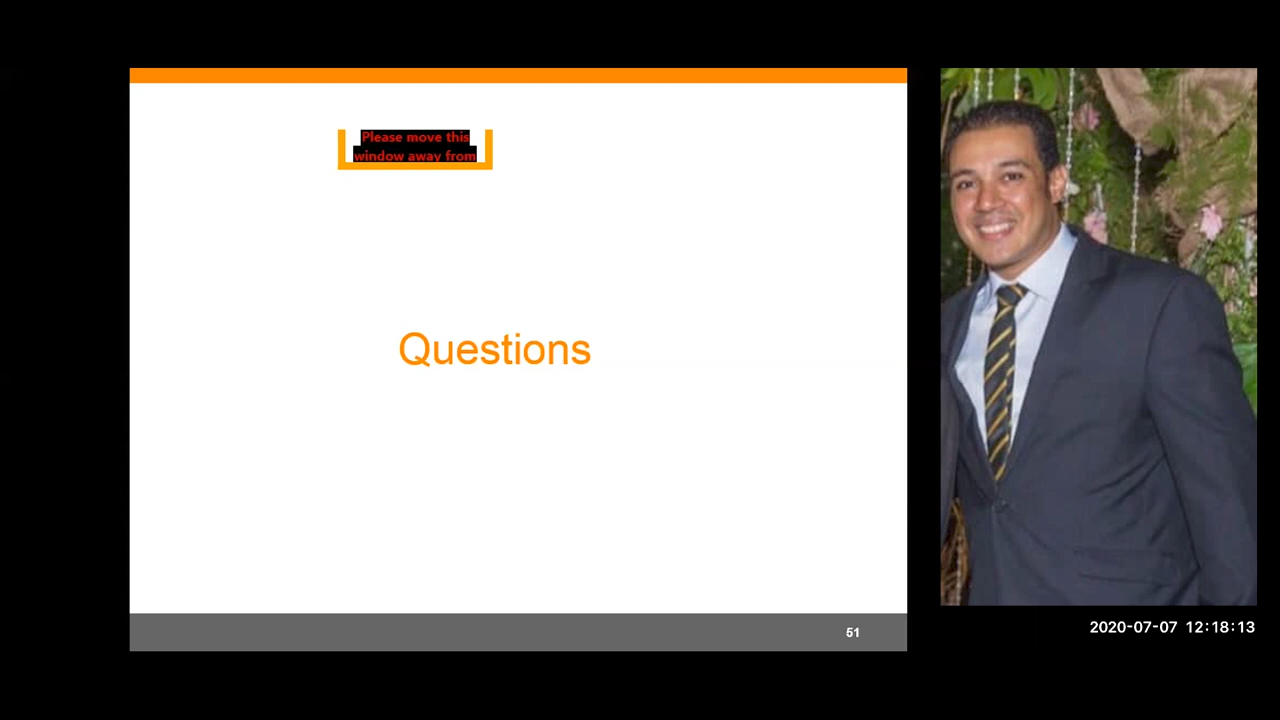 Please move this
window away from
Questions
51
2020-07-07 12:18:13